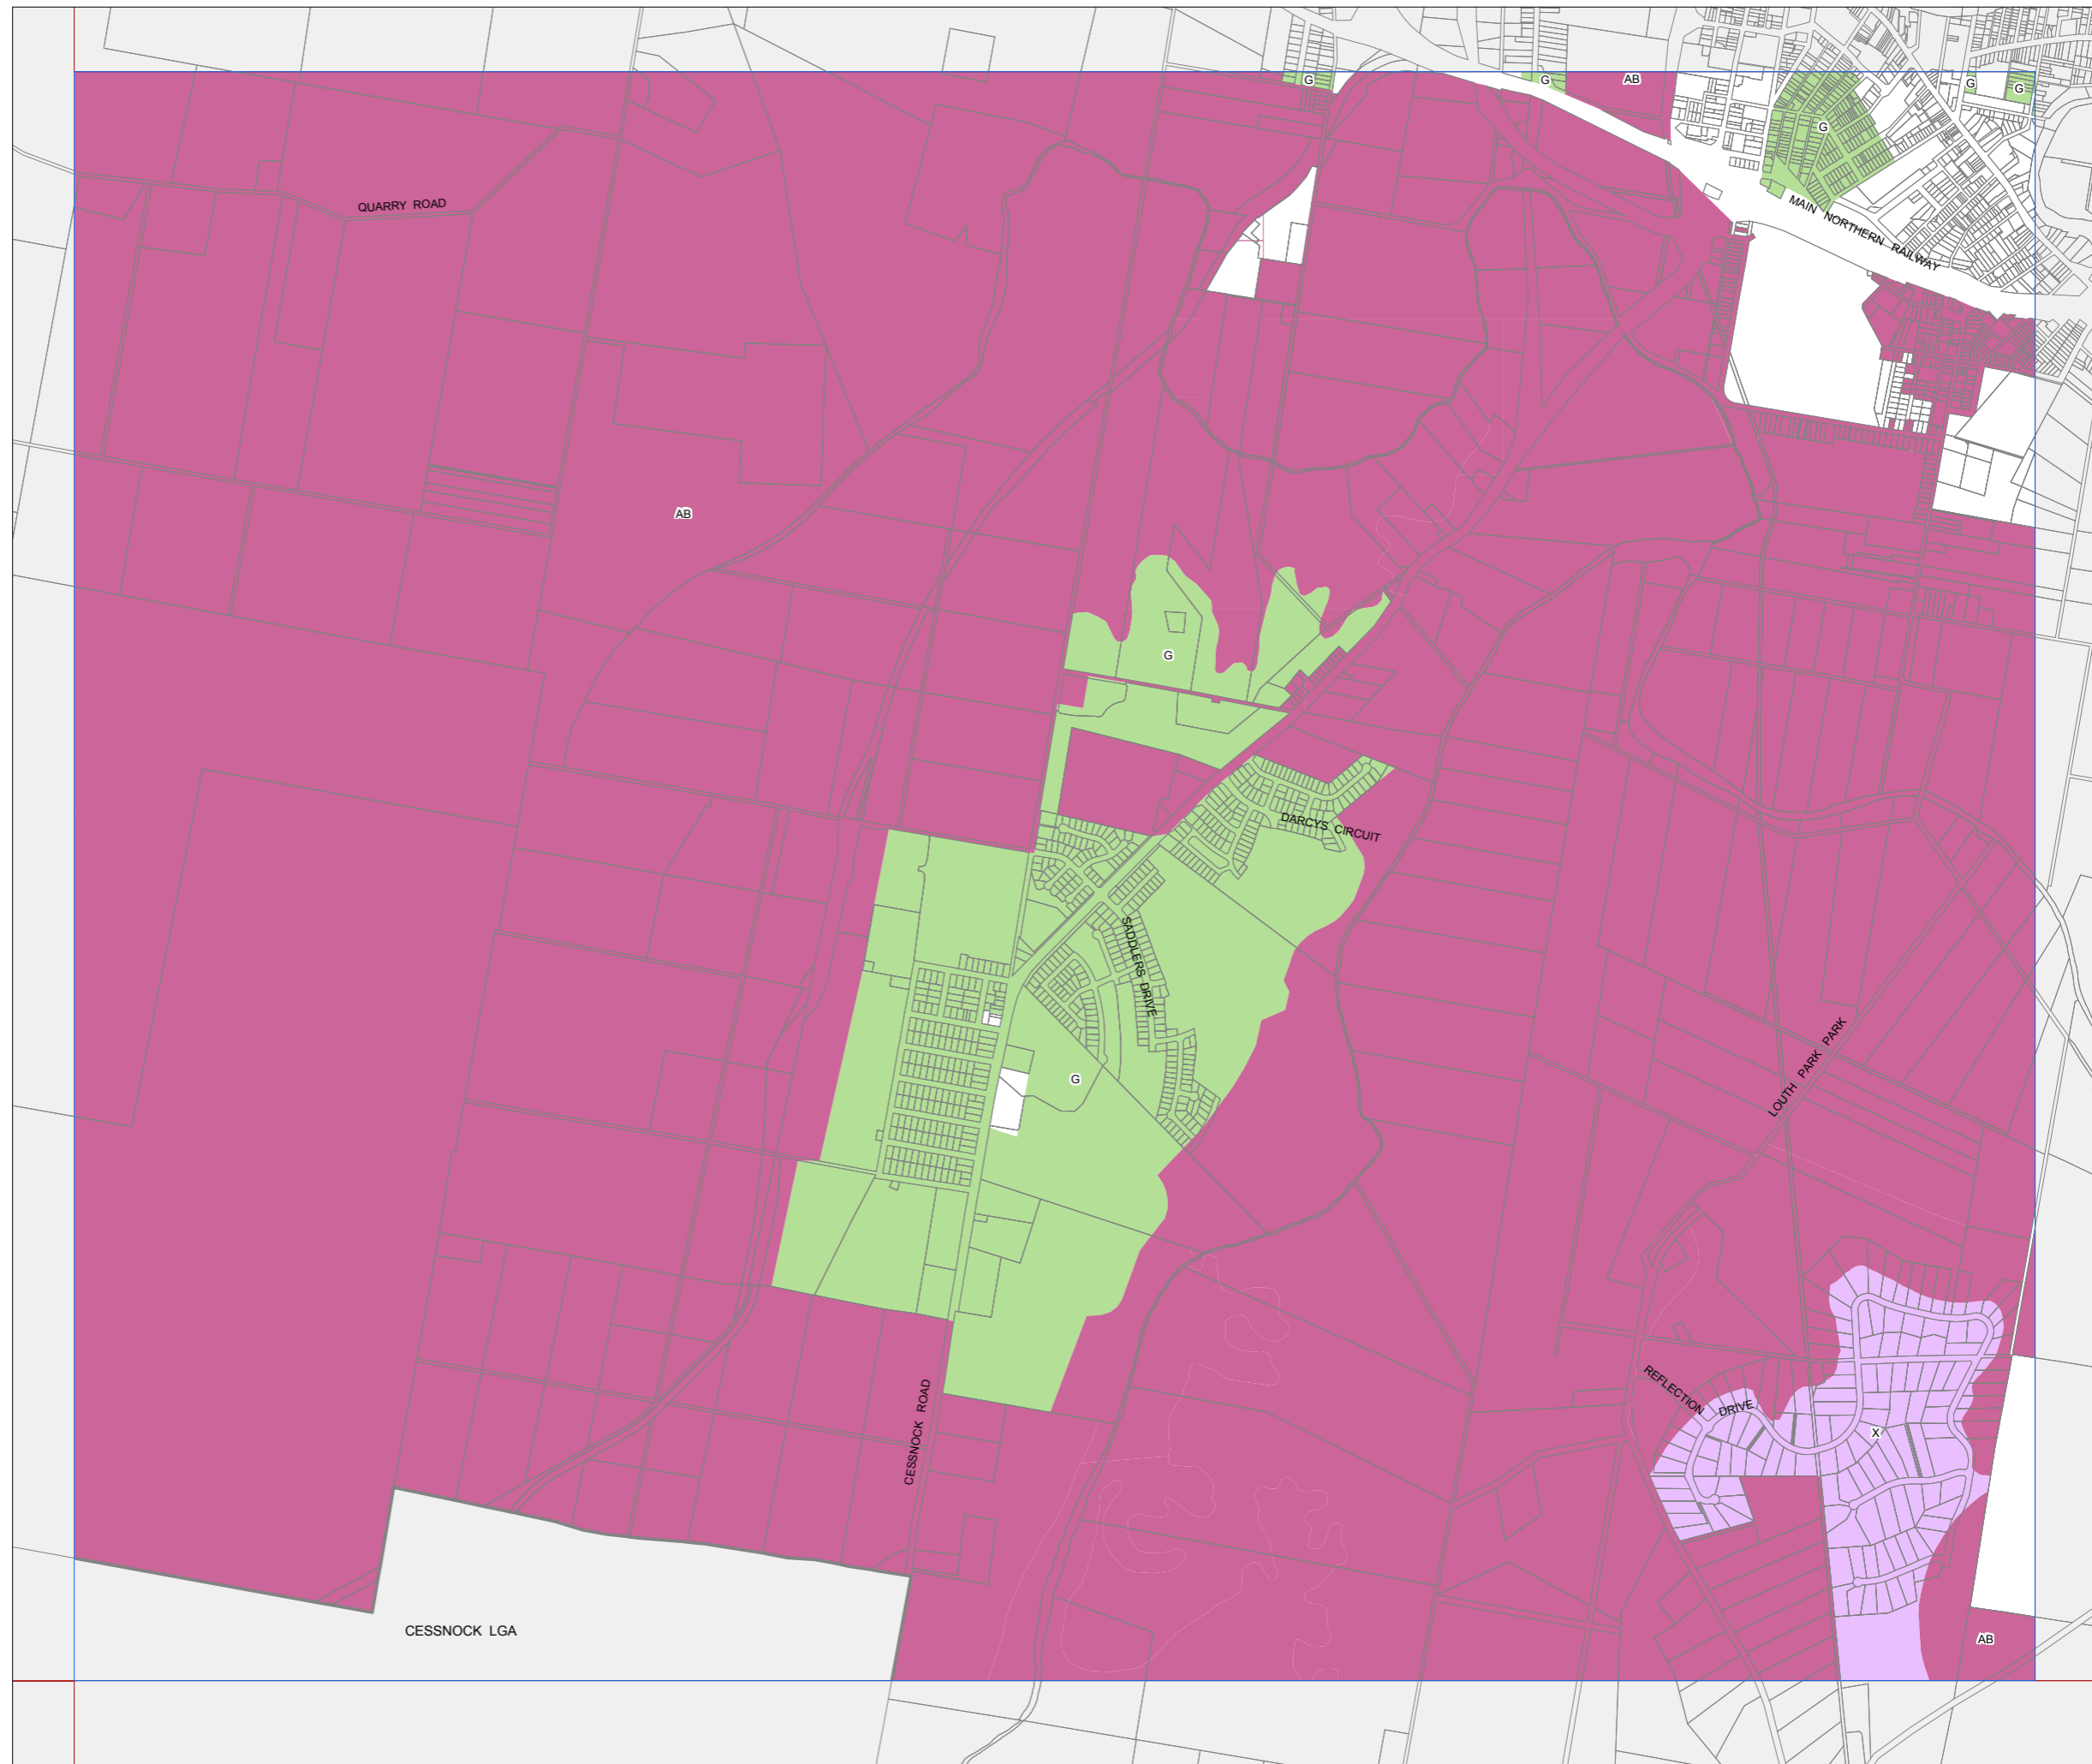 G
G
AB
G
G
G
QUARRY ROAD
MAIN NORTHERN RAILWAY
AB
G
DARCYS CIRCUIT
SADDLERS DRIVE
G
LOUTH PARK PARK
REFLECTION DRIVE
X
CESSNOCK ROAD
CESSNOCK LGA
AB